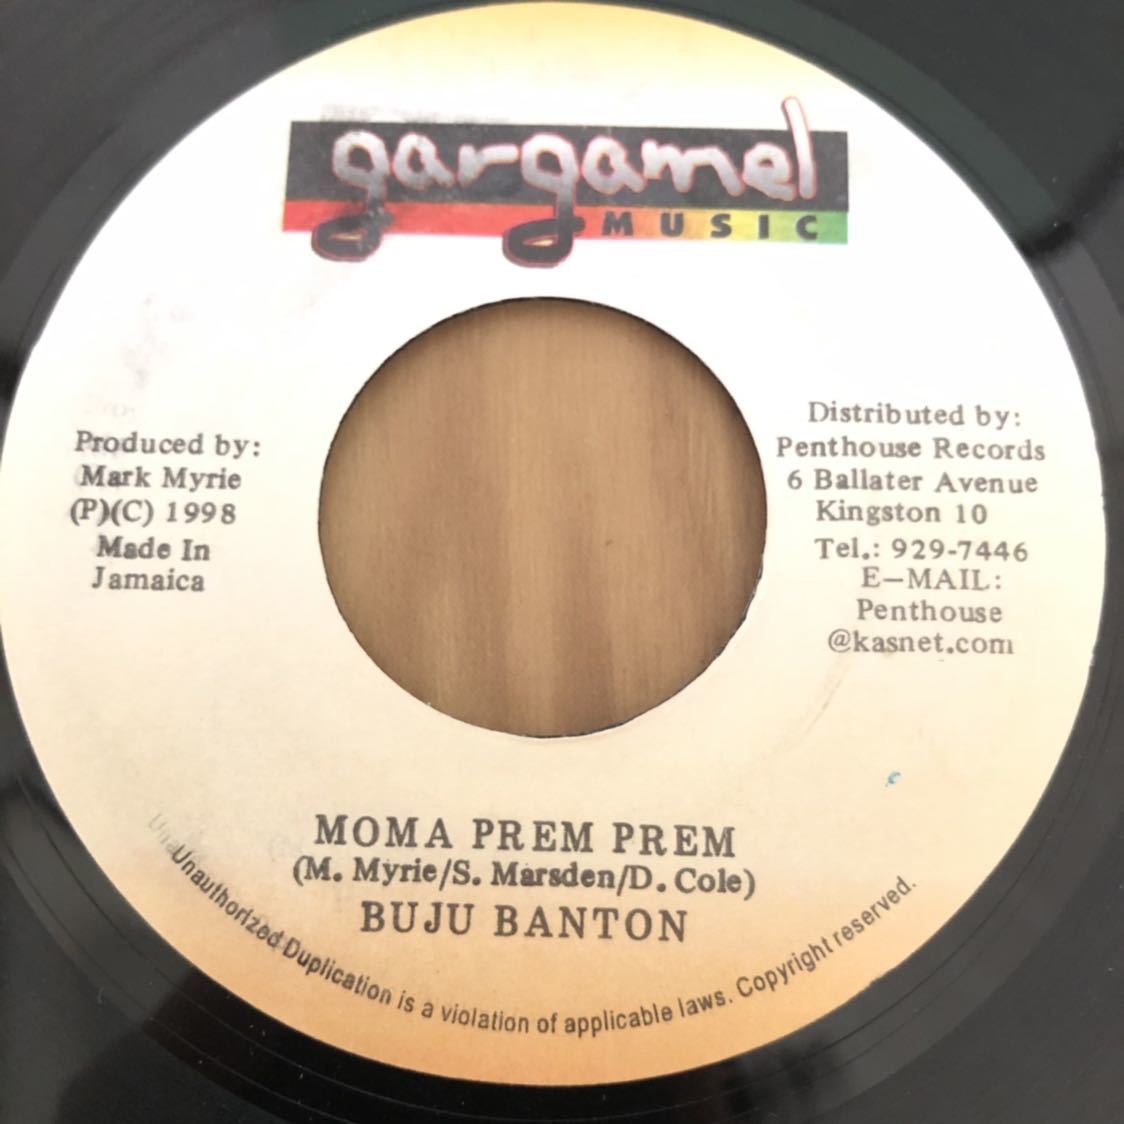 gargamel
MUSIC
Produced by:
Mark Myrie
(P)(C) 1998
Made In
Jamaica
Distributed by:
Penthouse Records
6 Ballater Avenue
Kingston 10
Tel.: 929-7446
E-MAIL:
Penthouse
@kasnet.com
MOMA PREM PREM
(M. Myrie/S. Marsden/D. Cole)
BUJU BANTON
Unauthorized Duplication is a violation of applicable laws. Copyright reserved.